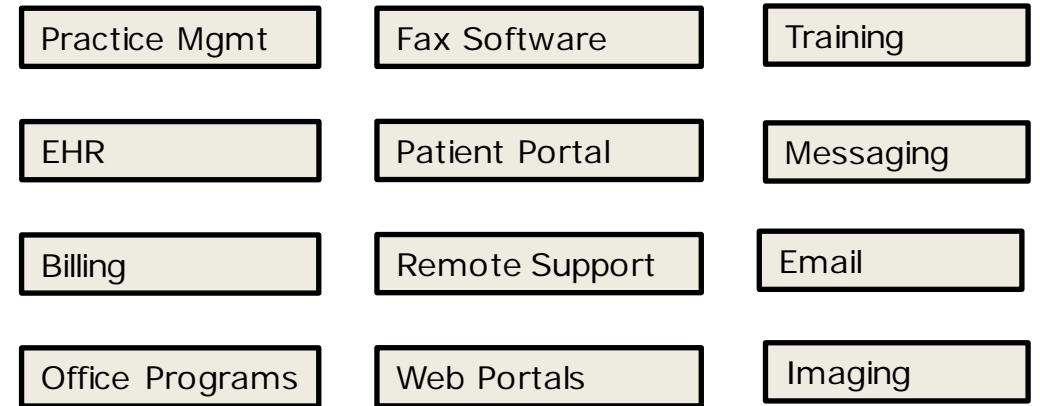 Practice Mgmt
Fax Software
Training
EHR
Patient Portal
Messaging
Billing
Remote Support
Email
Office Programs
Web Portals
Imaging